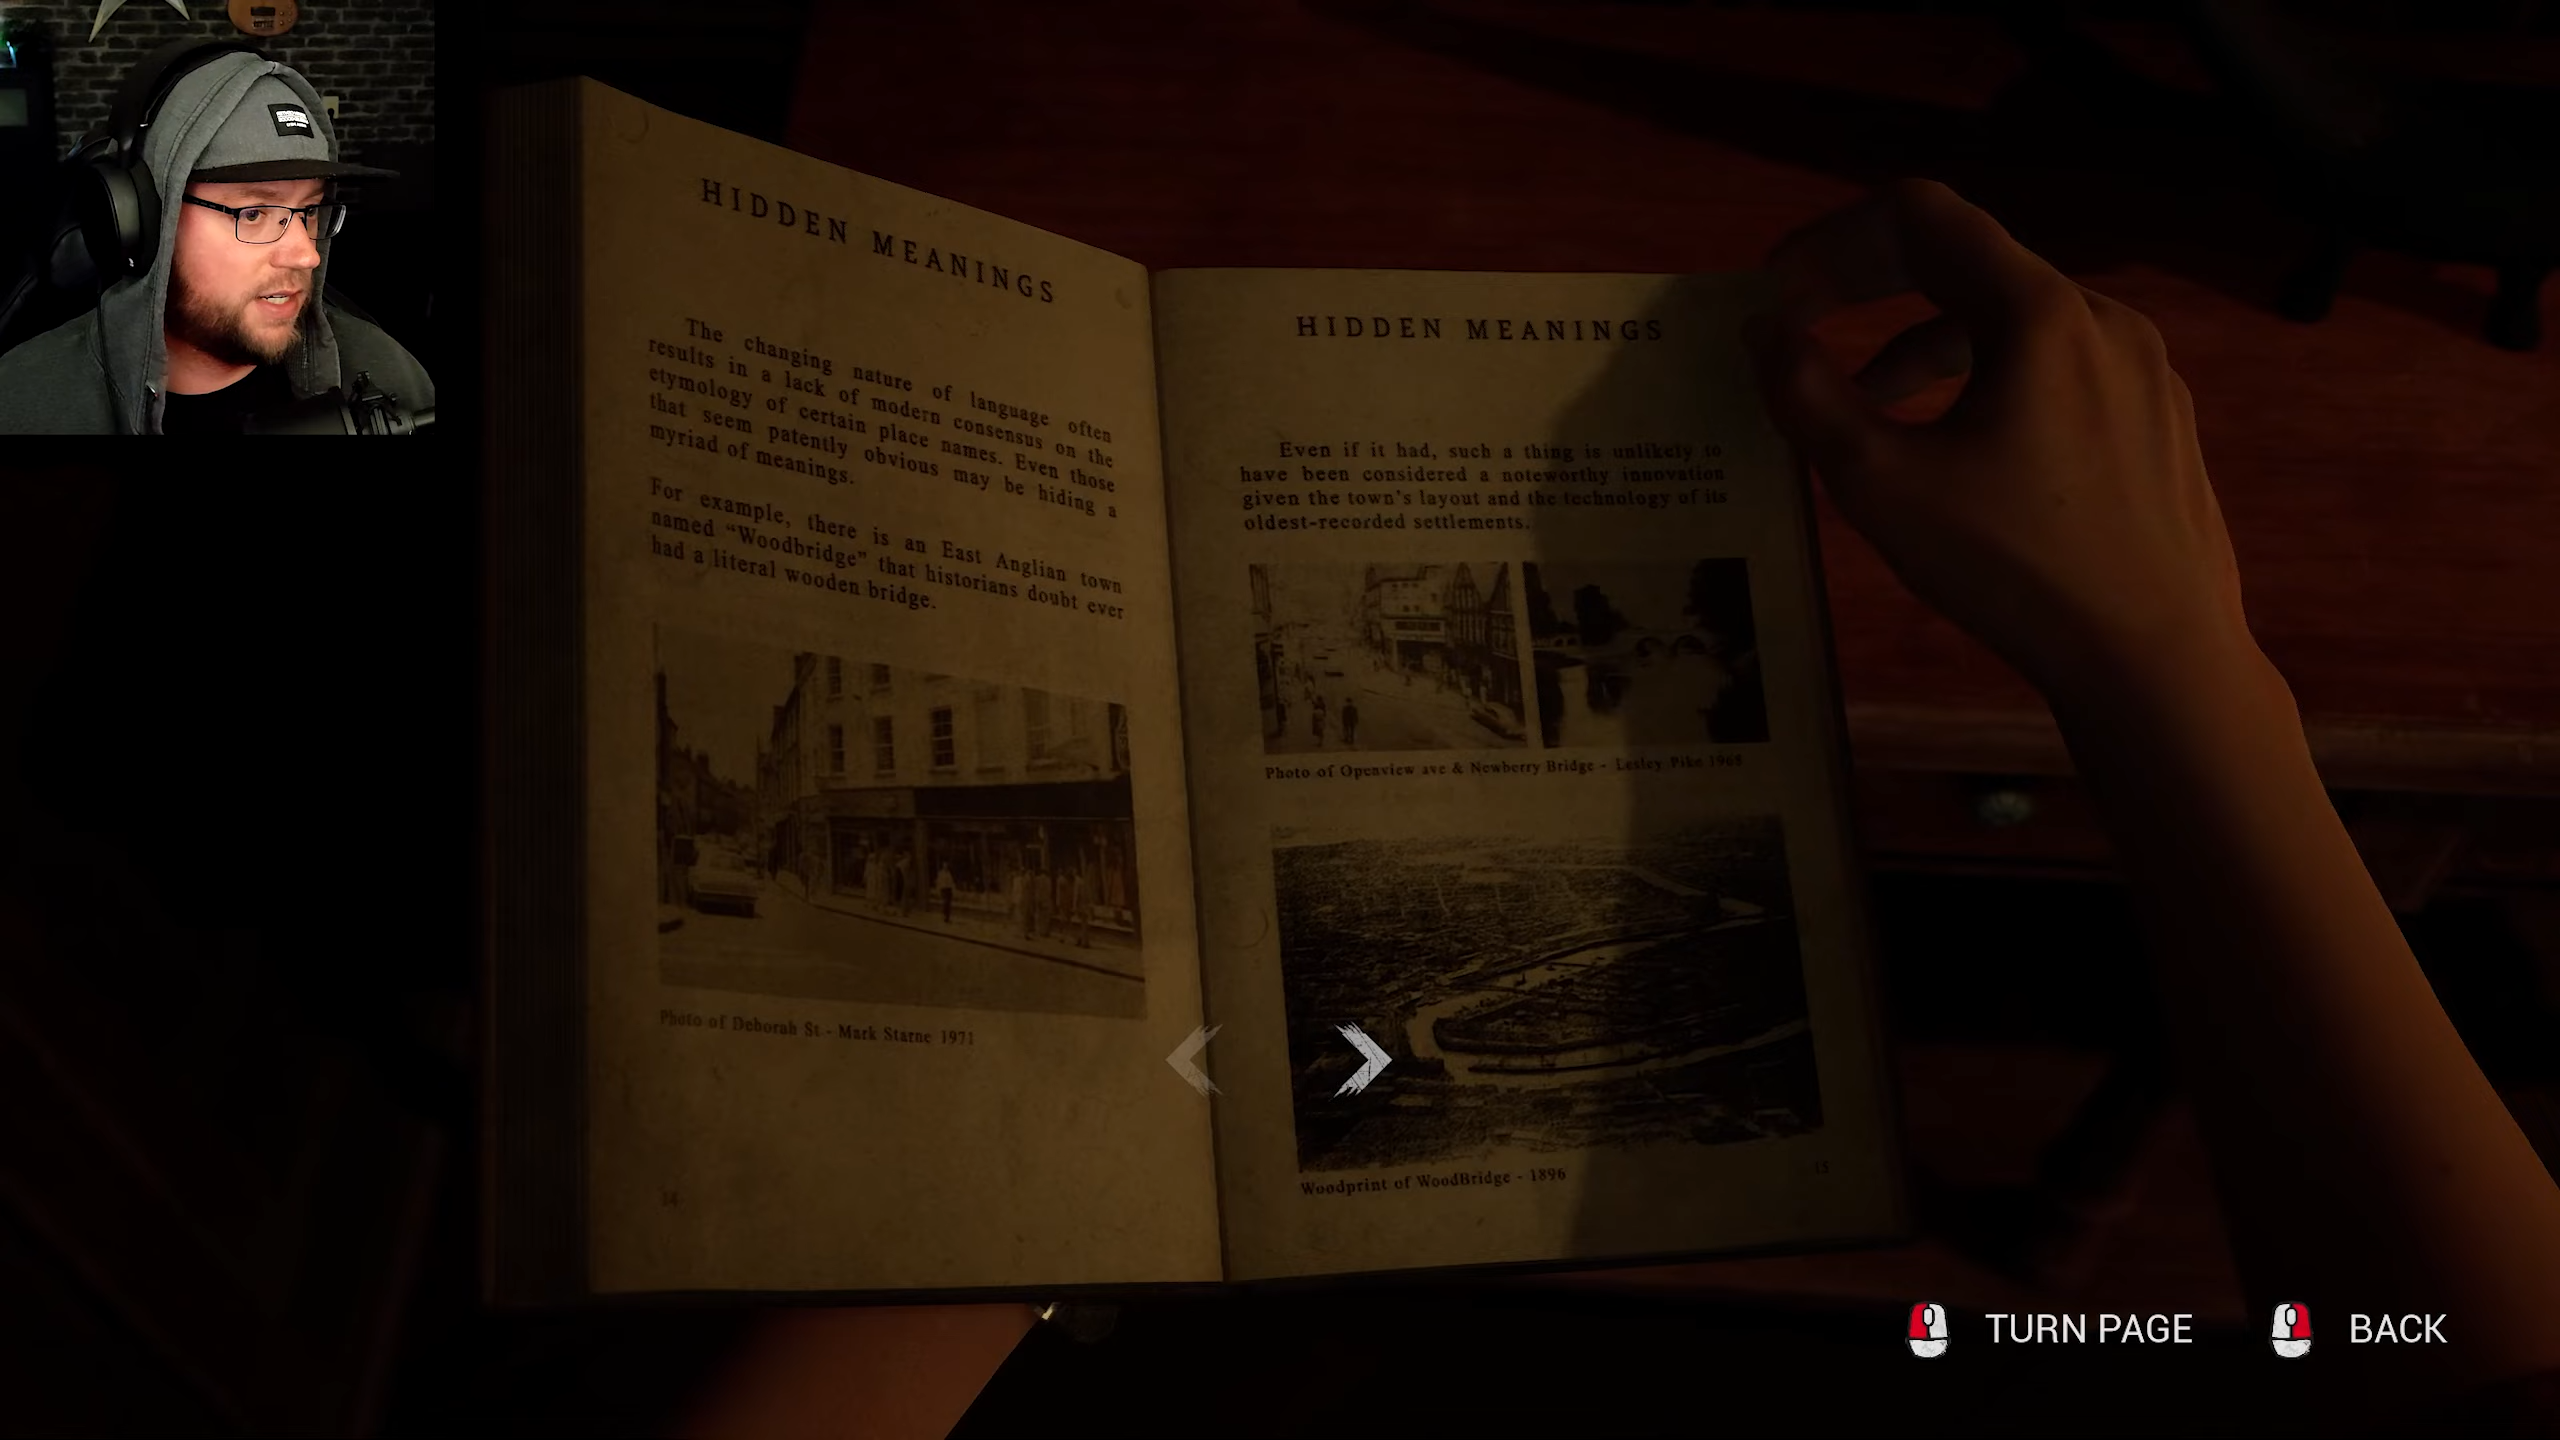 HIDDEN MEANINGS
The changing nature of language often
results in a lack of modern consensus on the
etymology of certain place names. Even those
that seem patently obvious may be hiding a
myriad of meanings.
For example, there is an East Anglian town
named “Woodbridge” that historians doubt ever
had a literal wooden bridge.
Photo of Deborah St.- Mark Starne 1971
14
HIDDEN MEANINGS
Even if it had, such a thing is unlikely to
have been considered a noteworthy innovation
given the town's layout and the technology of its
oldest-recorded settlements.
Photo of Openview ave & Newberry Bridge - Lesley Pike 1969
Woodprint of WoodBridge - 1896
15
TURN PAGE
BACK